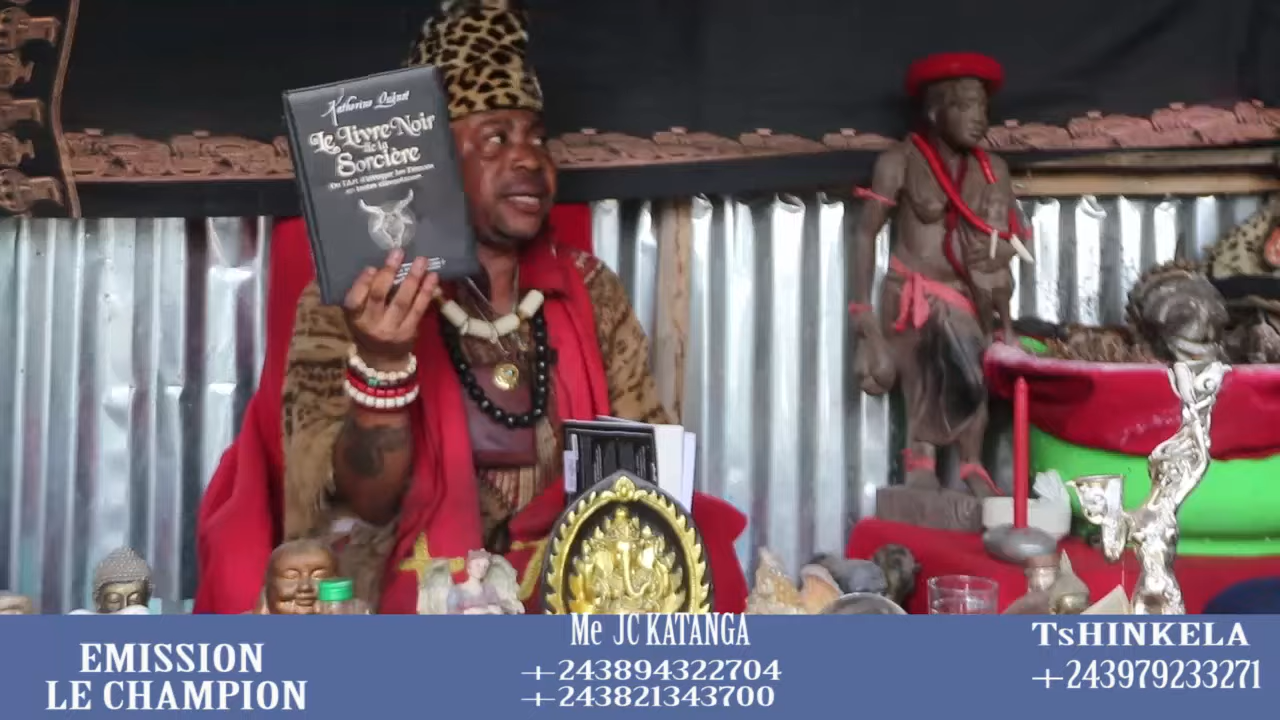 Katherine Quénot
Le Livre Noir
de la
Sorcière
EMISSION
LE CHAMPION
Me JC KATANGA
+243894322704
+243821343700
TsHINKELA
+243979233271